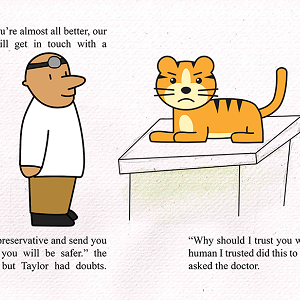 u're almost all better, our
ill get in touch with a
preservative and send you
you will be safer." the
but Taylor had doubts.
"Why should I trust you w
human I trusted did this to
asked the doctor.